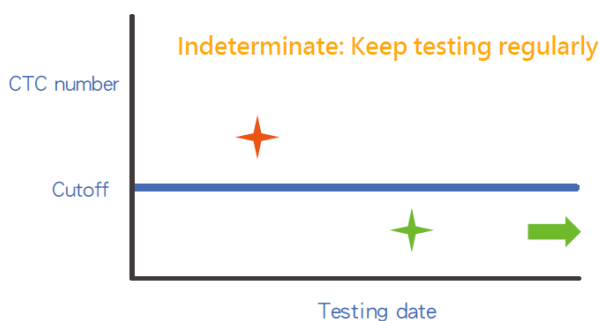 Indeterminate: Keep testing regularly
CTC number
Cutoff
Testing date